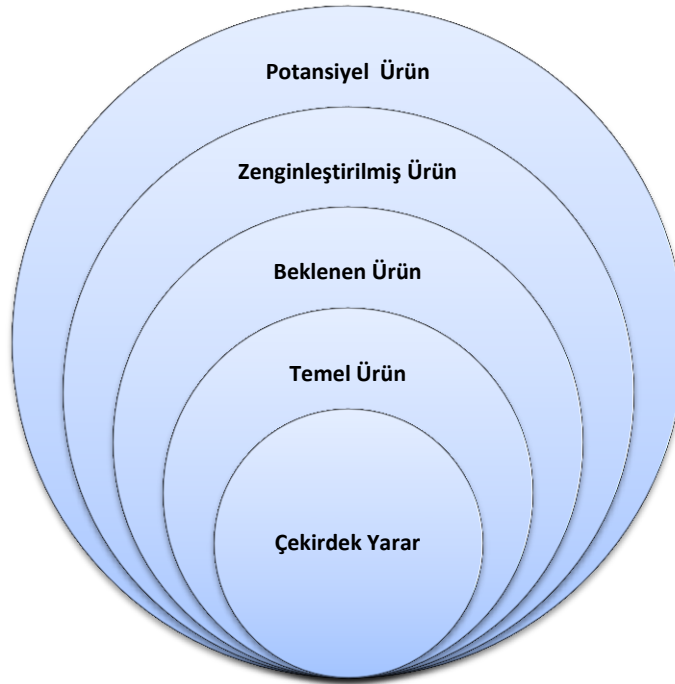 Potansiyel Ürün
Zenginleştirilmiş Ürün
Beklenen Ürün
Temel Ürün
Çekirdek Yarar